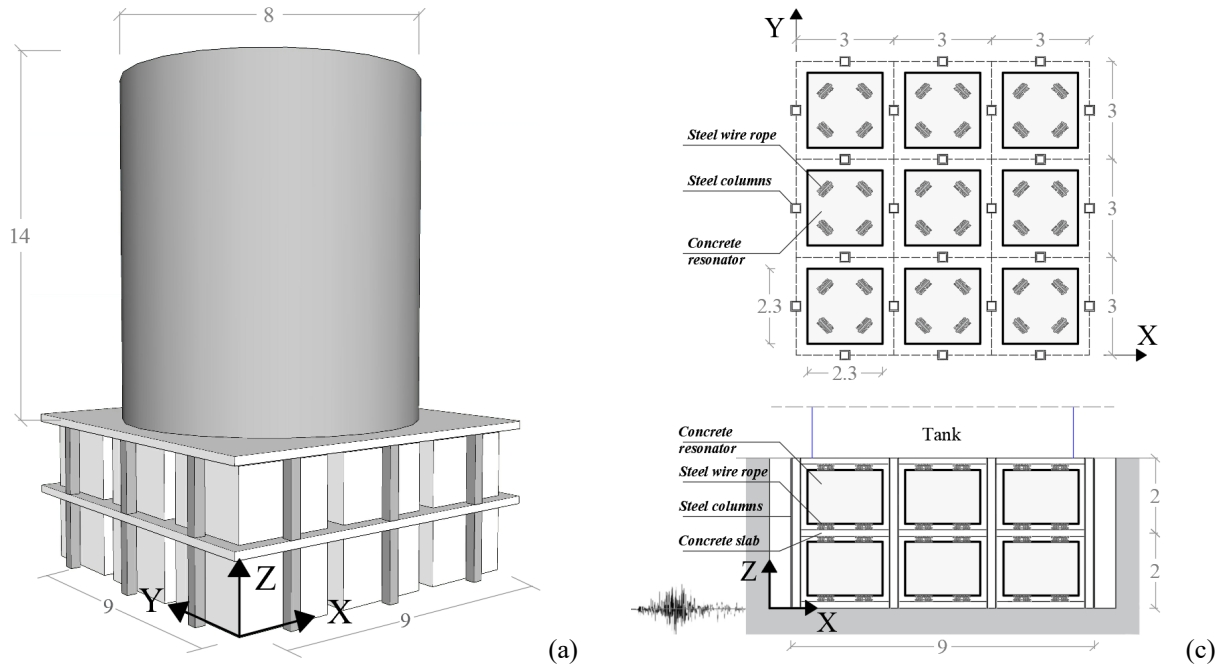 8
14
9
Y
Z
X
9
(a)
Y
3
3
3
3
3
3
Steel wire rope
Steel columns
Concrete
resonator
2.3
2.3
X
Concrete
resonator
Steel wire rope
Steel columns
Concrete slab
Tank
2
2
Z
X
9
(c)